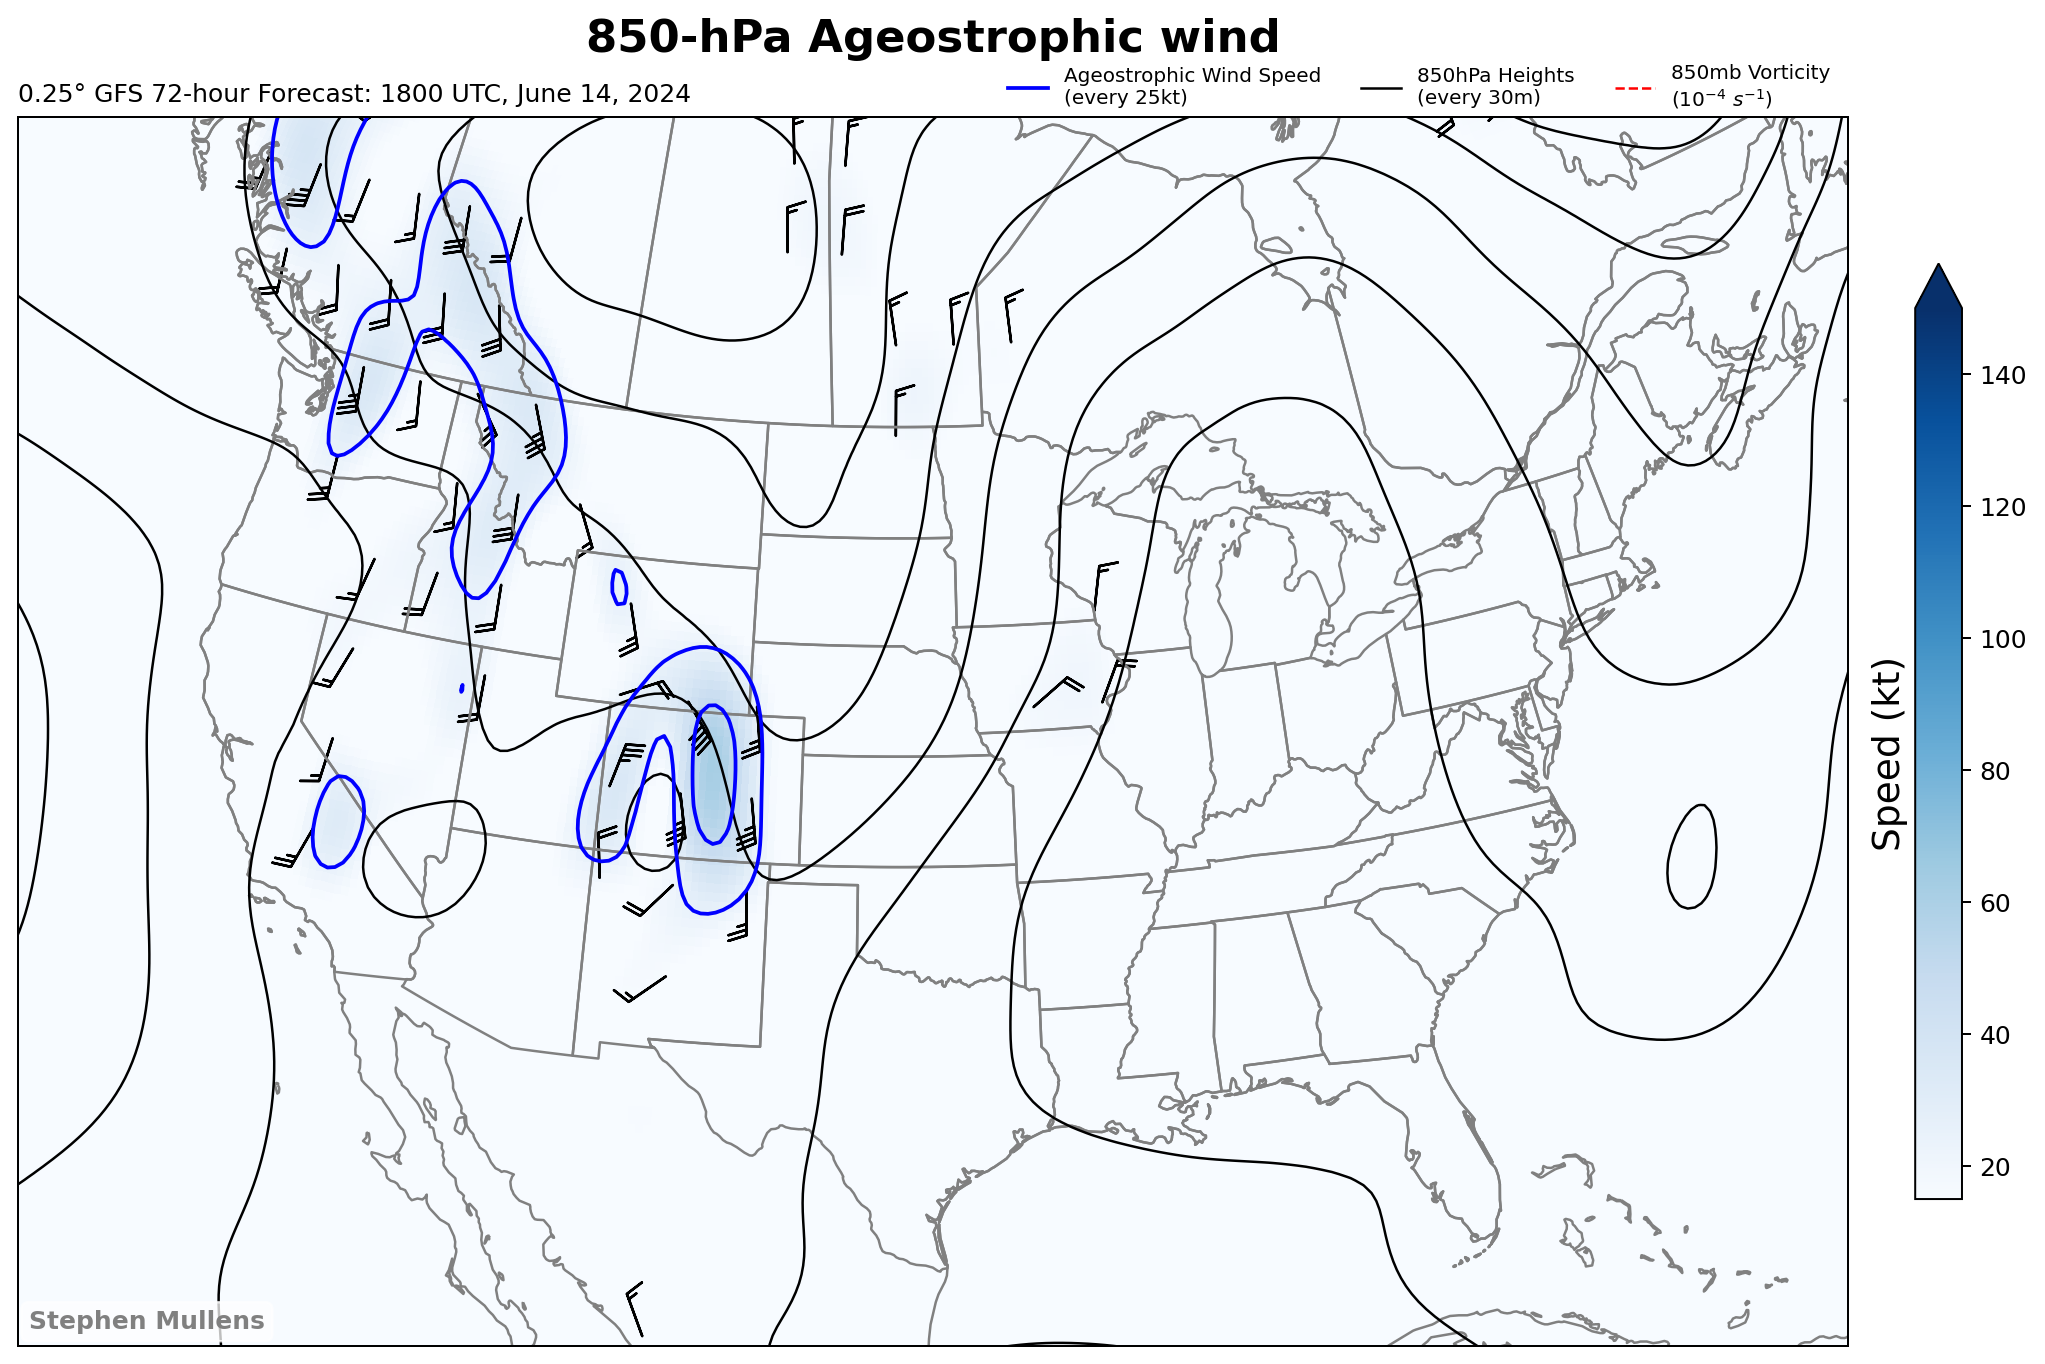 850-hPa Ageostrophic wind
0.25° GFS 72-hour Forecast: 1800 UTC, June 14, 2024
Ageostrophic Wind Speed
(every 25kt)
850hPa Heights
(every 30m)
850mb Vorticity
(10⁻⁴ s⁻¹)
140
120
100
80
60
40
20
Speed (kt)
Stephen Mullens